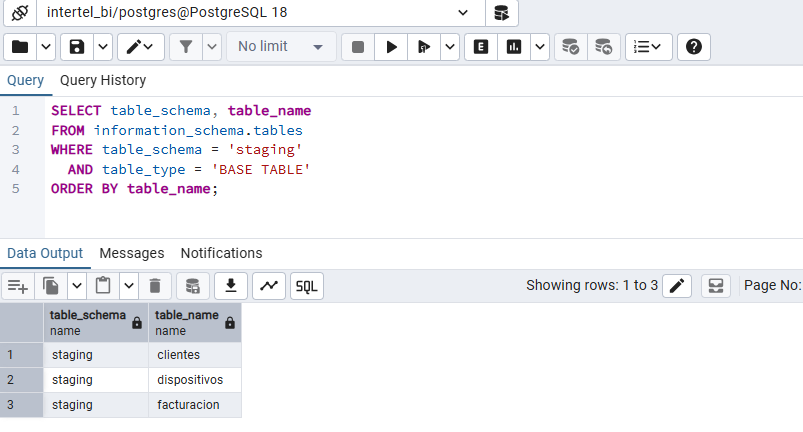 intertel_bi/postgres@PostgreSQL 18
No limit
E
Query Query History
1 SELECT table_schema, table_name
2 FROM information_schema.tables
3 WHERE table_schema = 'staging'
4 AND table_type = 'BASE TABLE'
5 ORDER BY table_name;
Data Output Messages Notifications
SQL Showing rows: 1 to 3 Page No:
table_schema table_name
name name
1 staging clientes
2 staging dispositivos
3 staging facturacion